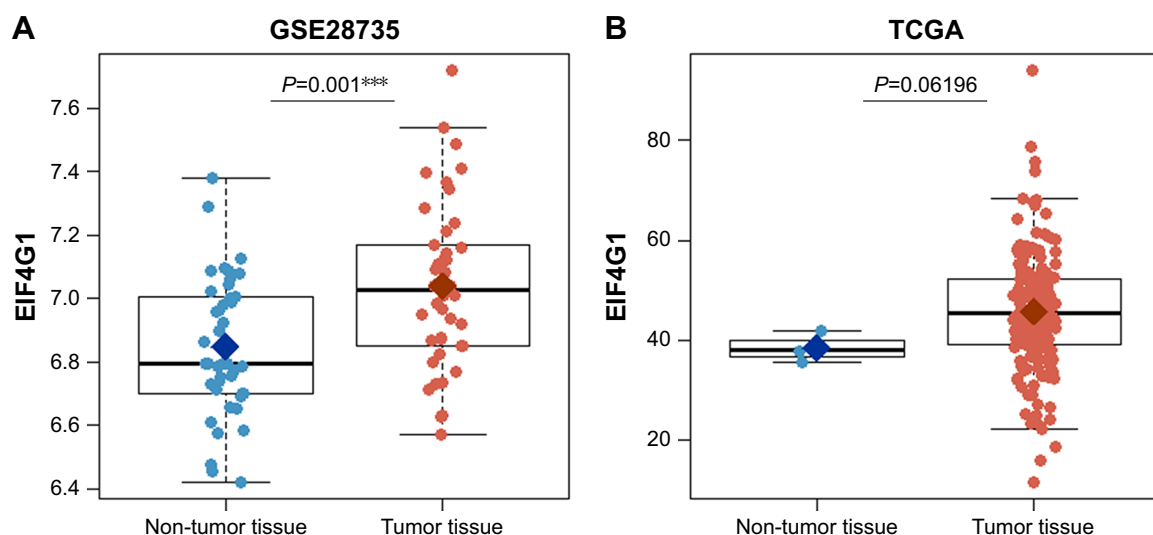 A
GSE28735
P=0.001***
7.6
7.4
7.2
7.0
6.8
6.6
6.4
EIF4G1
Non-tumor tissue
Tumor tissue
B
TCGA
P=0.06196
80
60
40
20
EIF4G1
Non-tumor tissue
Tumor tissue